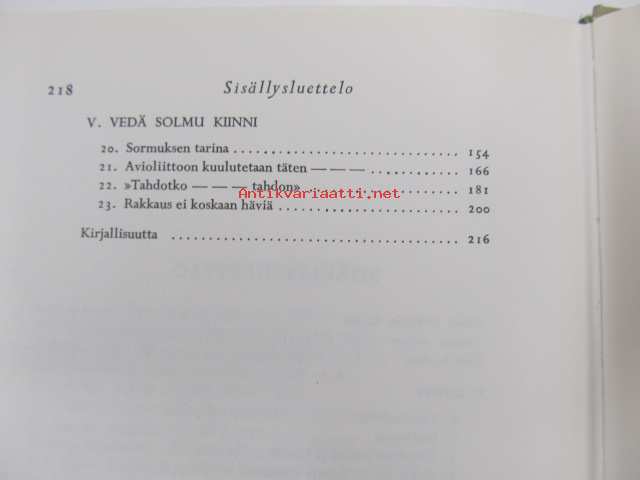 218 Sisällysluettelo
V. VEDÄ SOLMU KIINNI
20. Sormuksen tarina .................................. 154
21. Avioliittoon kuulutetaan täten — — — ............. 166
22. »Tahdotko — — — tahdon» ........................ 181
Antikvariaatti.net
23. Rakkaus ei koskaan häviä ........................... 200
Kirjallisuutta ........................................... 216